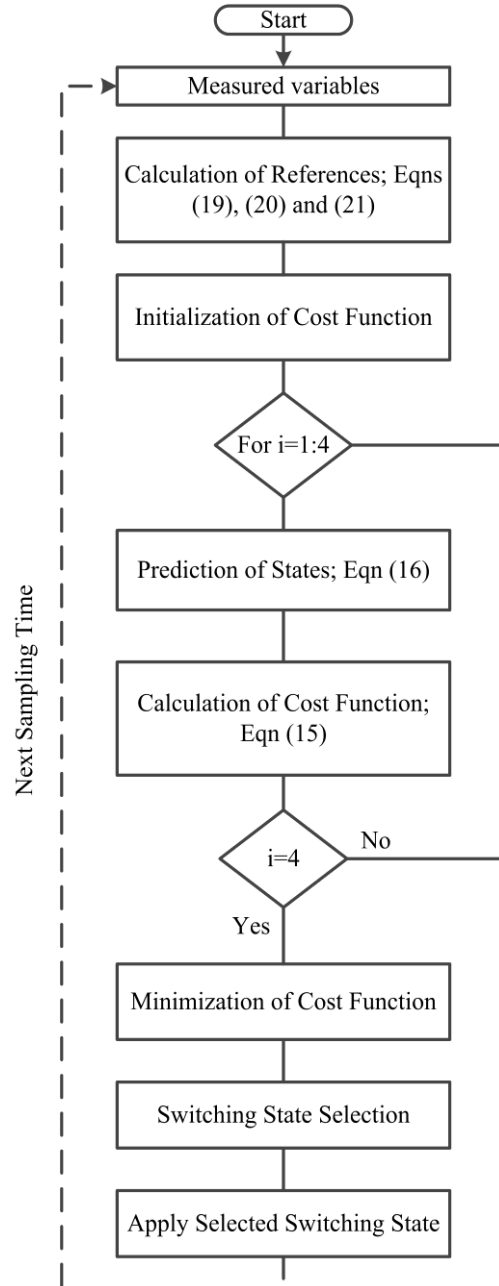 Start
Measured variables
Calculation of References; Eqns
(19), (20) and (21)
Initialization of Cost Function
For i=1:4
Prediction of States; Eqn (16)
Next Sampling Time
Calculation of Cost Function;
Eqn (15)
i=4
No
Yes
Minimization of Cost Function
Switching State Selection
Apply Selected Switching State